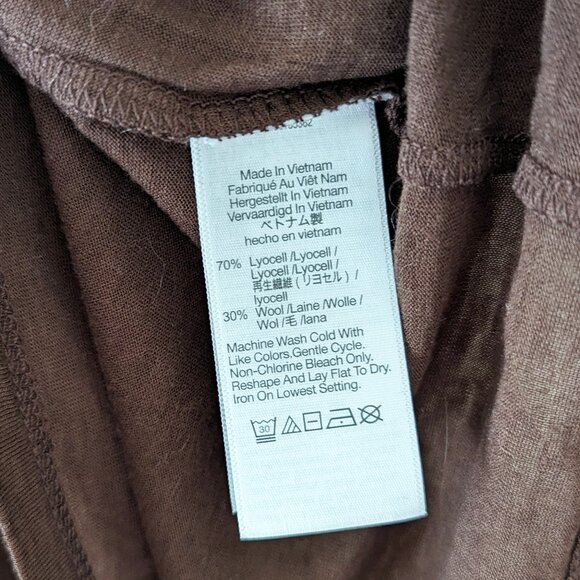 Made In Vietnam
Fabriqué Au Viêt Nam
Hergestellt In Vietnam
Vervaardigd In Vietnam
ベトナム製
hecho en vietnam
70% Lyocell /Lyocell /
Lyocell /Lyocell /
再生繊維 ( リヨセル ) /
lyocell
30% Wool /Laine /Wolle /
Wol /毛 /lana
Machine Wash Cold With
Like Colors.Gentle Cycle.
Non-Chlorine Bleach Only.
Reshape And Lay Flat To Dry.
Iron On Lowest Setting.
30